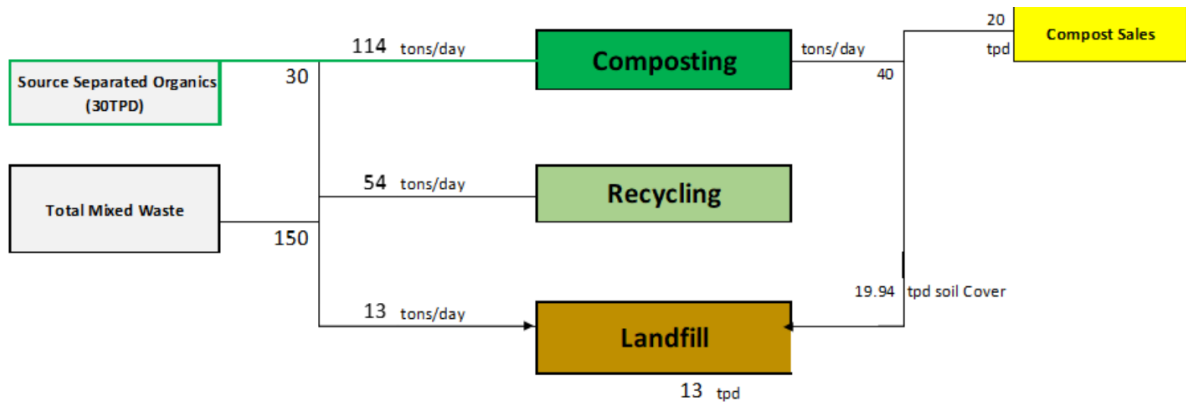 114 tons/day
Composting
tons/day
40
20
tpd
Compost Sales
Source Separated Organics
(30TPD)
30
54 tons/day
Recycling
Total Mixed Waste
150
13 tons/day
Landfill
19.94 tpd soil Cover
13 tpd